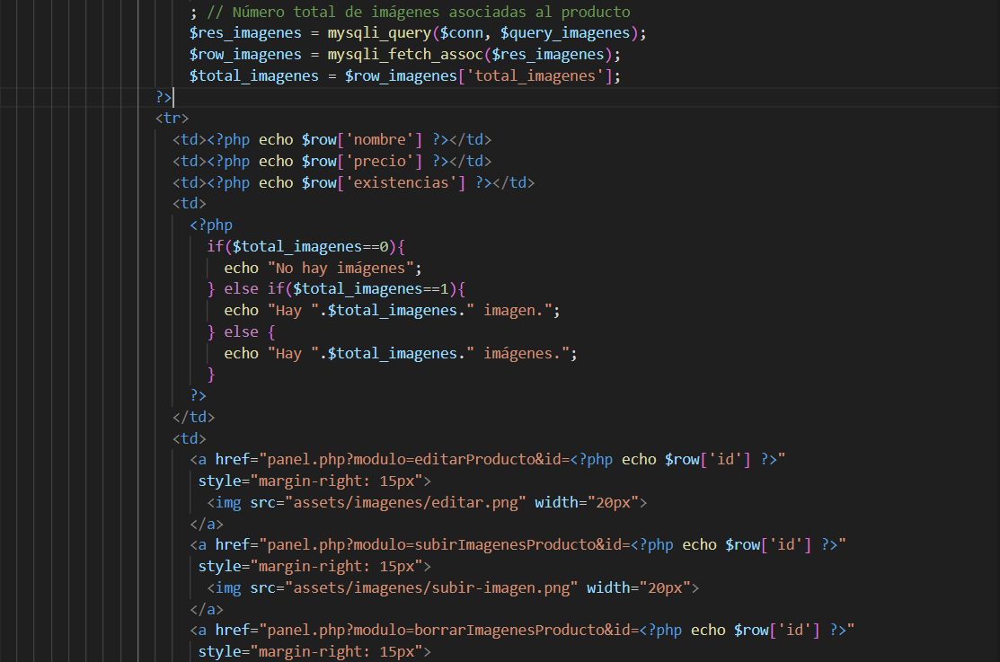 ; // Número total de imágenes asociadas al producto
$res_imagenes = mysqli_query($conn, $query_imagenes);
$row_imagenes = mysqli_fetch_assoc($res_imagenes);
$total_imagenes = $row_imagenes['total_imagenes'];
?>
<tr>
<td><?php echo $row['nombre'] ?></td>
<td><?php echo $row['precio'] ?></td>
<td><?php echo $row['existencias'] ?></td>
<td>
<?php
if($total_imagenes==0){
echo "No hay imágenes";
} else if($total_imagenes==1){
echo "Hay ".$total_imagenes." imagen.";
} else {
echo "Hay ".$total_imagenes." imágenes.";
}
?>
</td>
<td>
<a href="panel.php?modulo=editarProducto&id=<?php echo $row['id'] ?>"
style="margin-right: 15px">
<img src="assets/imagenes/editar.png" width="20px">
</a>
<a href="panel.php?modulo=subirImagenesProducto&id=<?php echo $row['id'] ?>"
style="margin-right: 15px">
<img src="assets/imagenes/subir-imagen.png" width="20px">
</a>
<a href="panel.php?modulo=borrarImagenesProducto&id=<?php echo $row['id'] ?>"
style="margin-right: 15px">